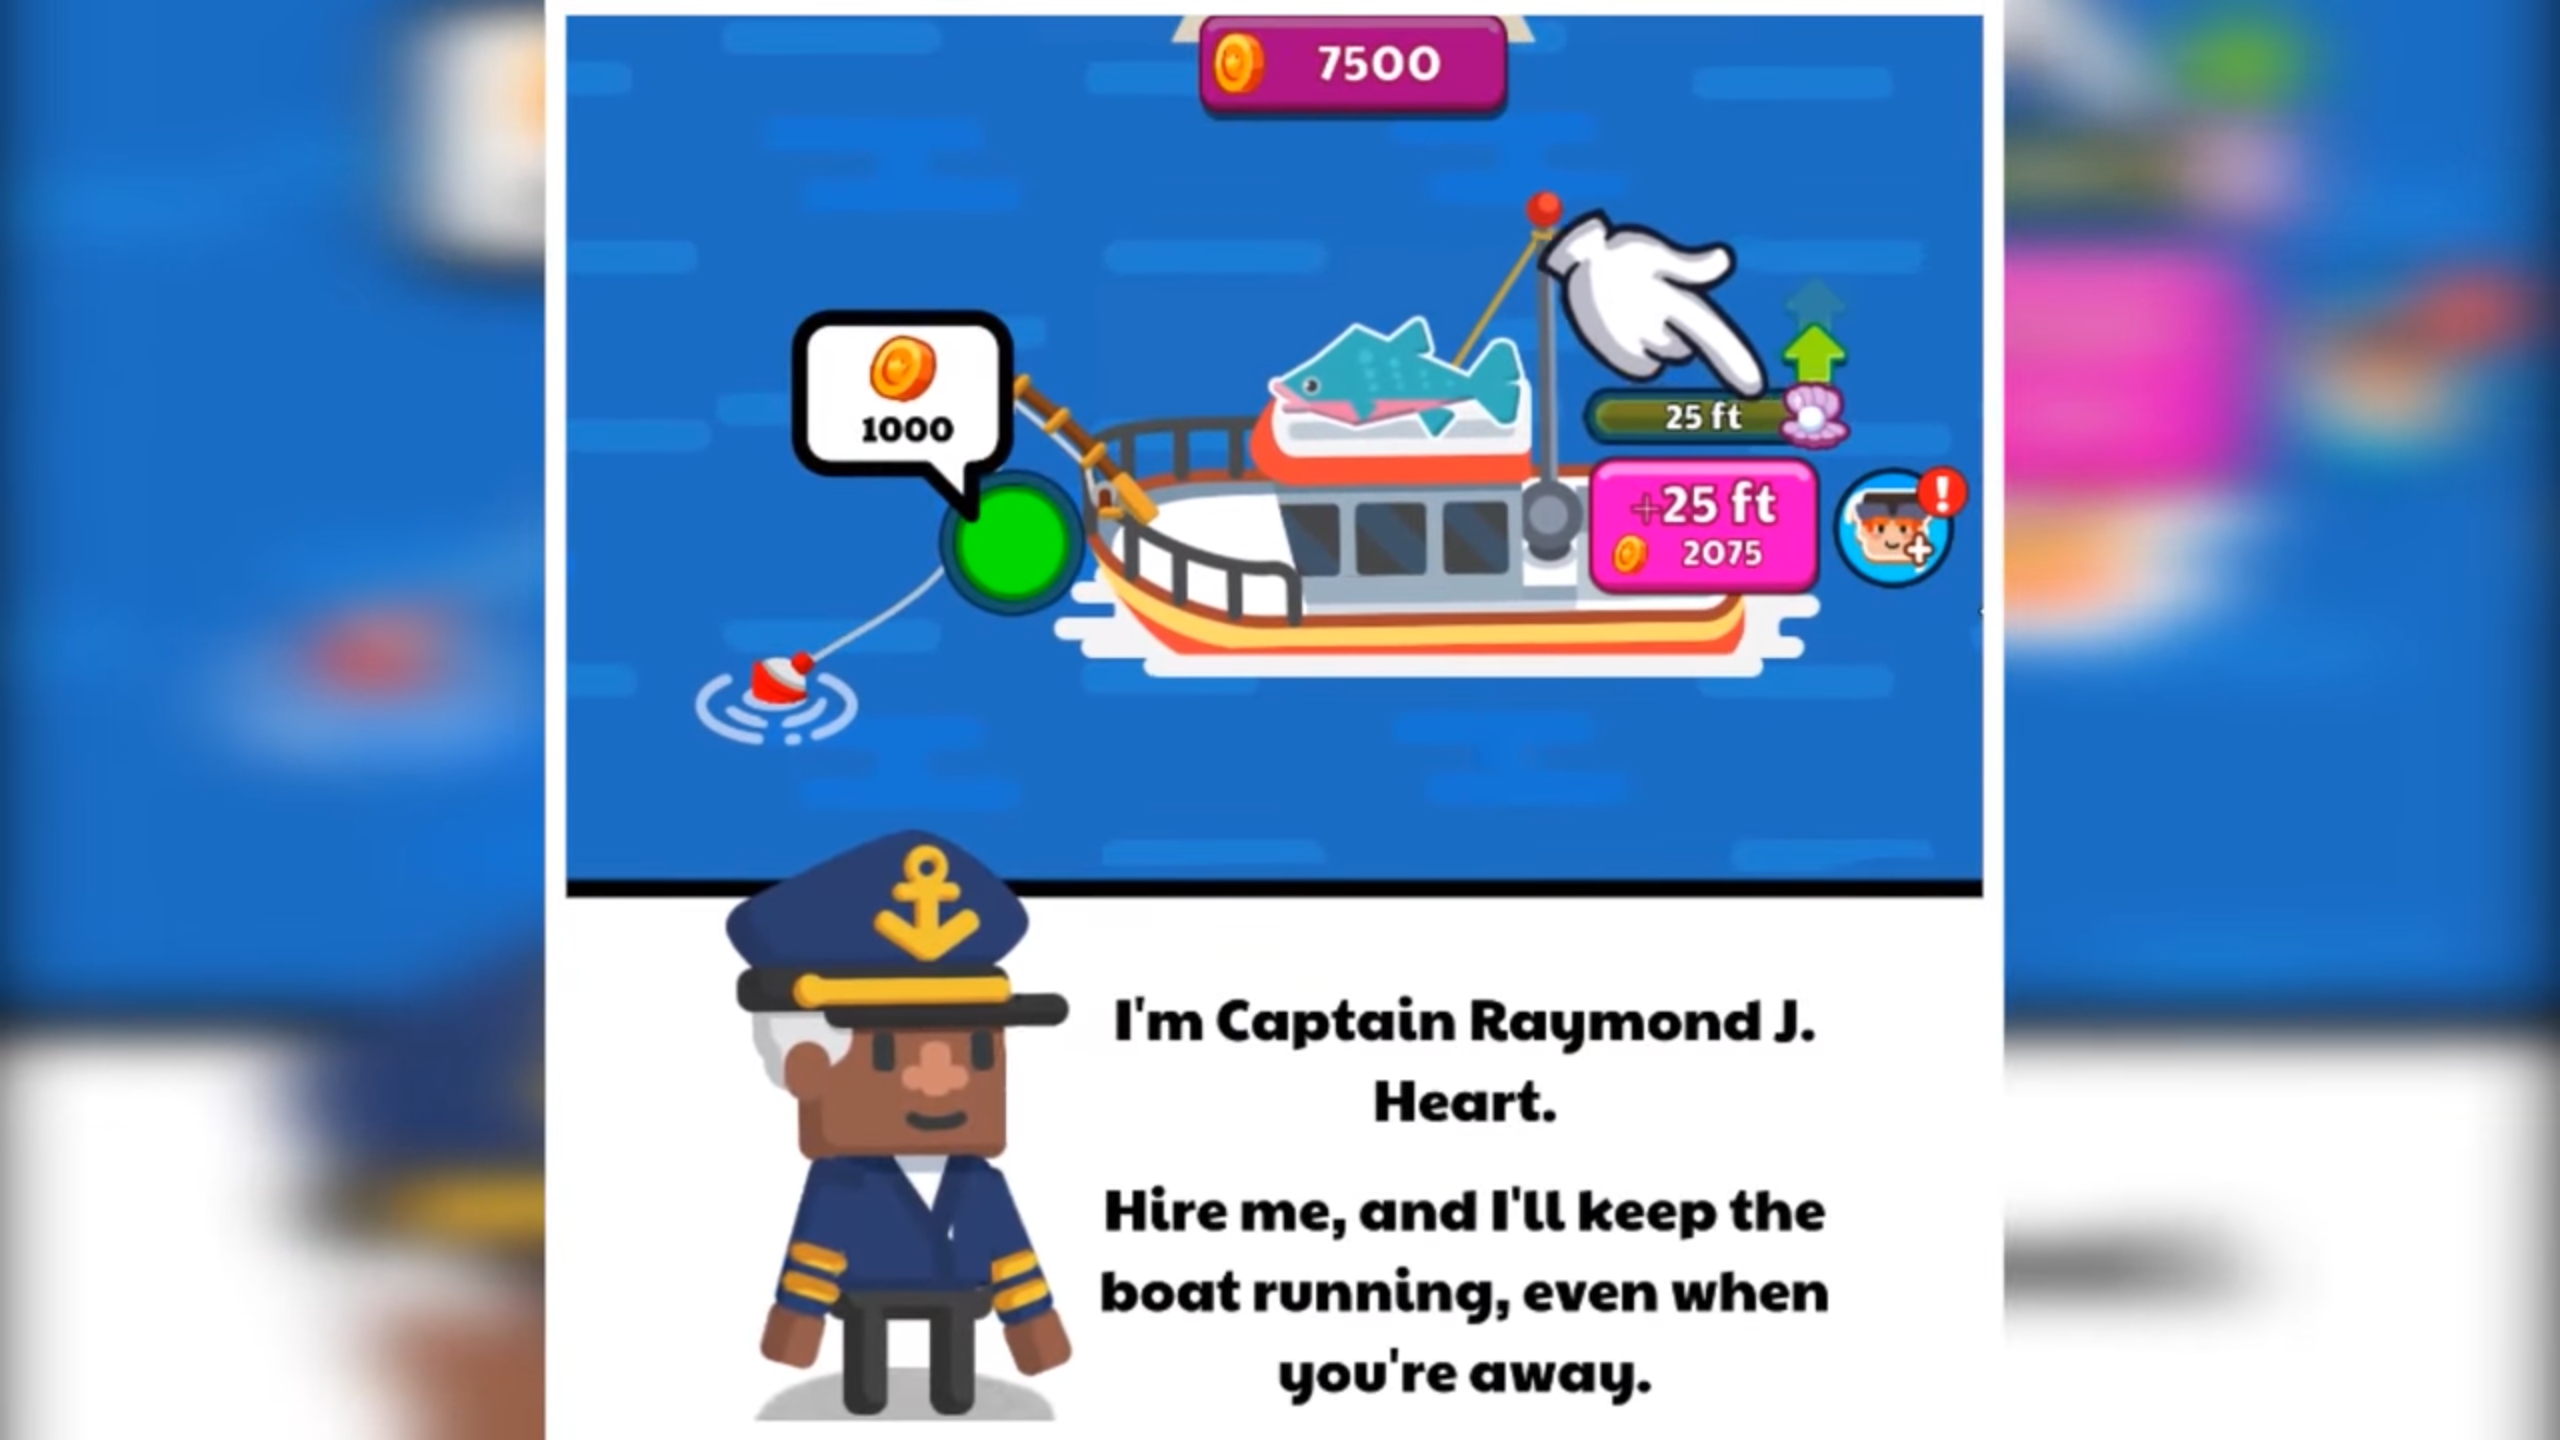 7500
1000
25 ft
+25 ft
2075
!
I'm Captain Raymond J.
Heart.
Hire me, and I'll keep the
boat running, even when
you're away.